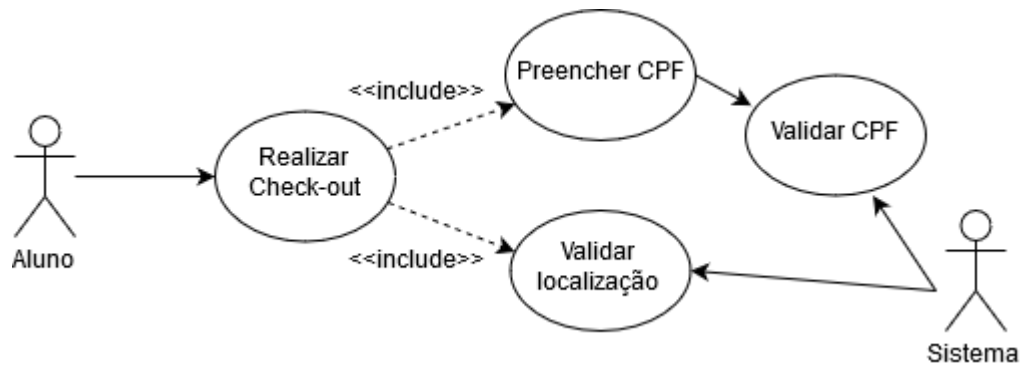 Preencher CPF
<<include>>
Validar CPF
Realizar
Check-out
Aluno
<<include>>
Validar
localização
Sistema